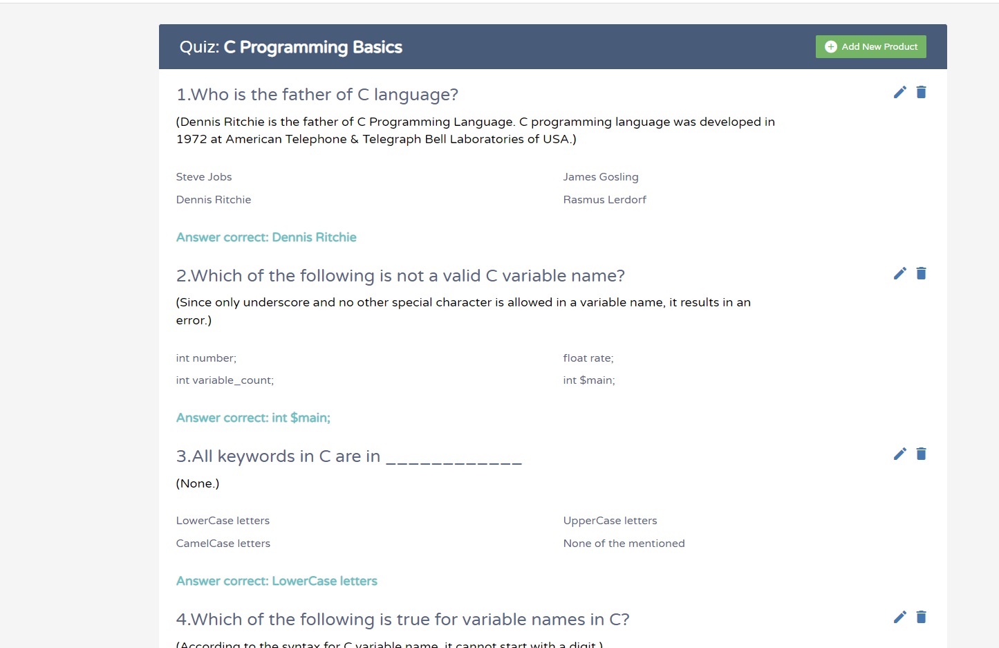 Quiz: C Programming Basics
Add New Product
1.Who is the father of C language?
(Dennis Ritchie is the father of C Programming Language. C programming language was developed in
1972 at American Telephone & Telegraph Bell Laboratories of USA.)
Steve Jobs
James Gosling
Dennis Ritchie
Rasmus Lerdorf
Answer correct: Dennis Ritchie
2.Which of the following is not a valid C variable name?
(Since only underscore and no other special character is allowed in a variable name, it results in an
error.)
int number;
float rate;
int variable_count;
int $main;
Answer correct: int $main;
3.All keywords in C are in ____________
(None.)
LowerCase letters
UpperCase letters
CamelCase letters
None of the mentioned
Answer correct: LowerCase letters
4.Which of the following is true for variable names in C?
(According to the syntax for C variable name, it cannot start with a digit.)